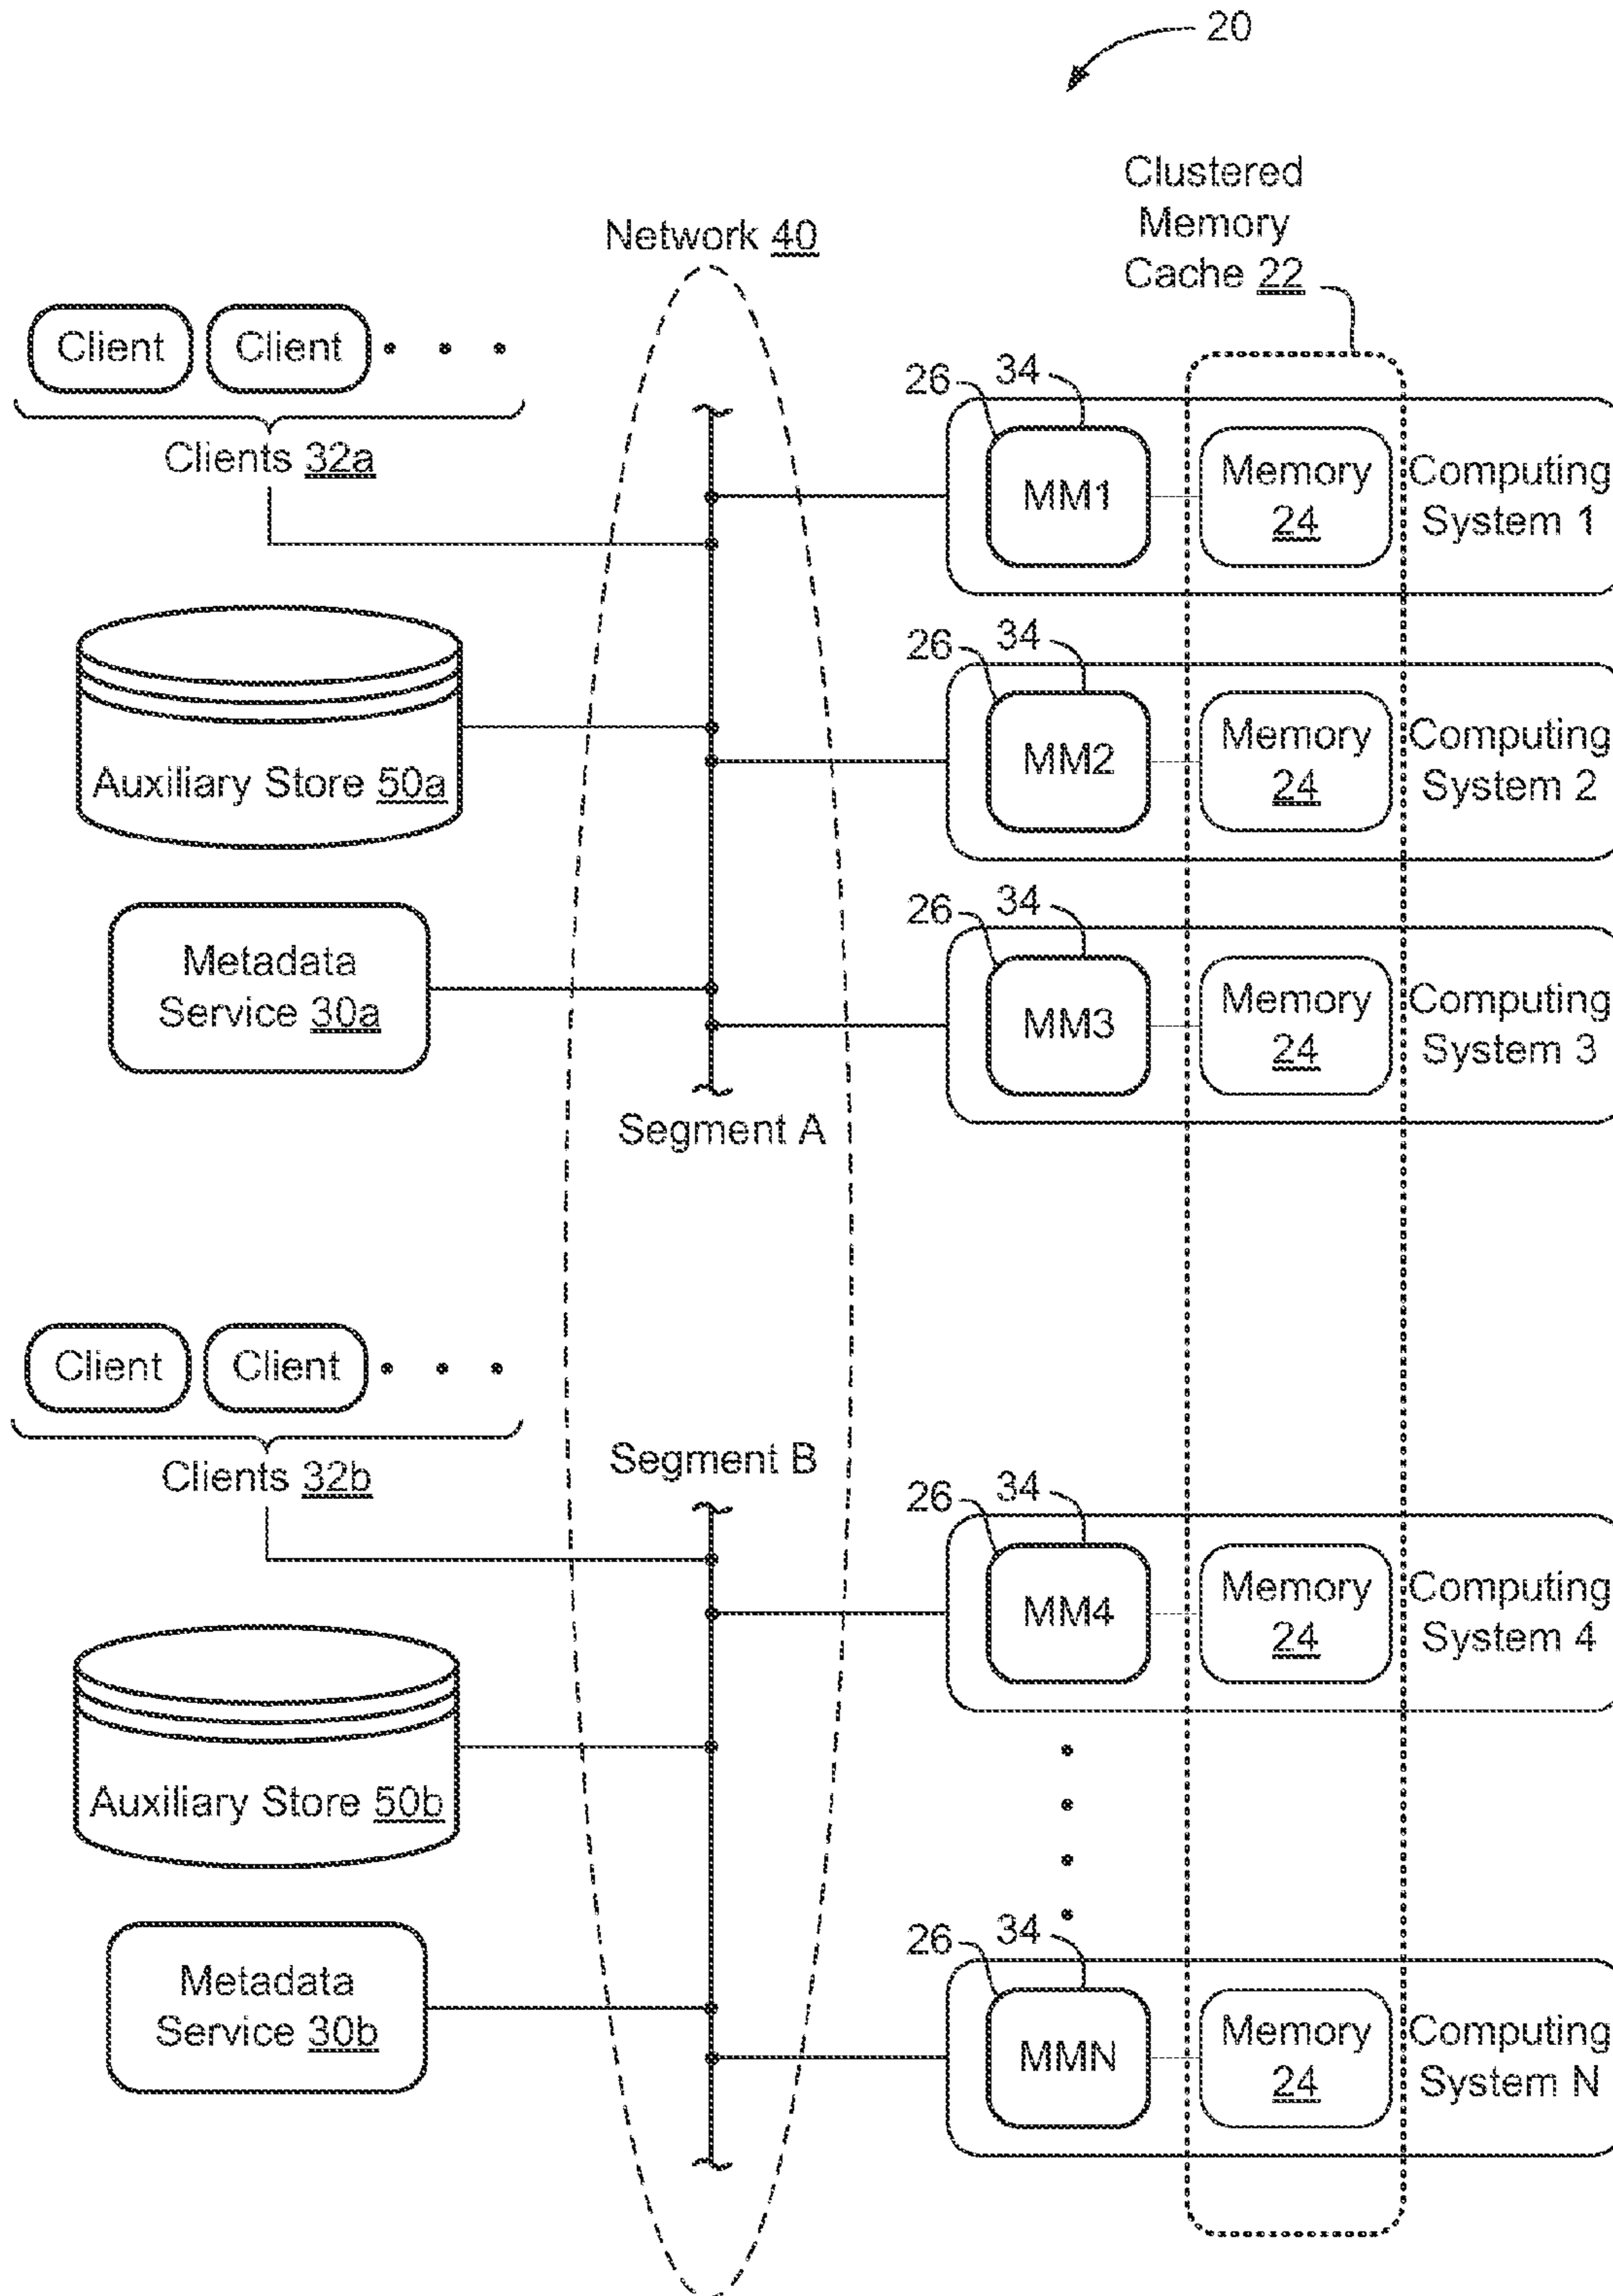 20
Clustered
Memory
Cache 22
Network 40
Client
Client
Clients 32a
26
34
MM1
Memory
24
Computing
System 1
Auxiliary Store 50a
26
34
MM2
Memory
24
Computing
System 2
Metadata
Service 30a
26
34
MM3
Memory
24
Computing
System 3
Segment A
Client
Client
Clients 32b
Segment B
26
34
MM4
Memory
24
Computing
System 4
Auxiliary Store 50b
Metadata
Service 30b
26
34
MMN
Memory
24
Computing
System N